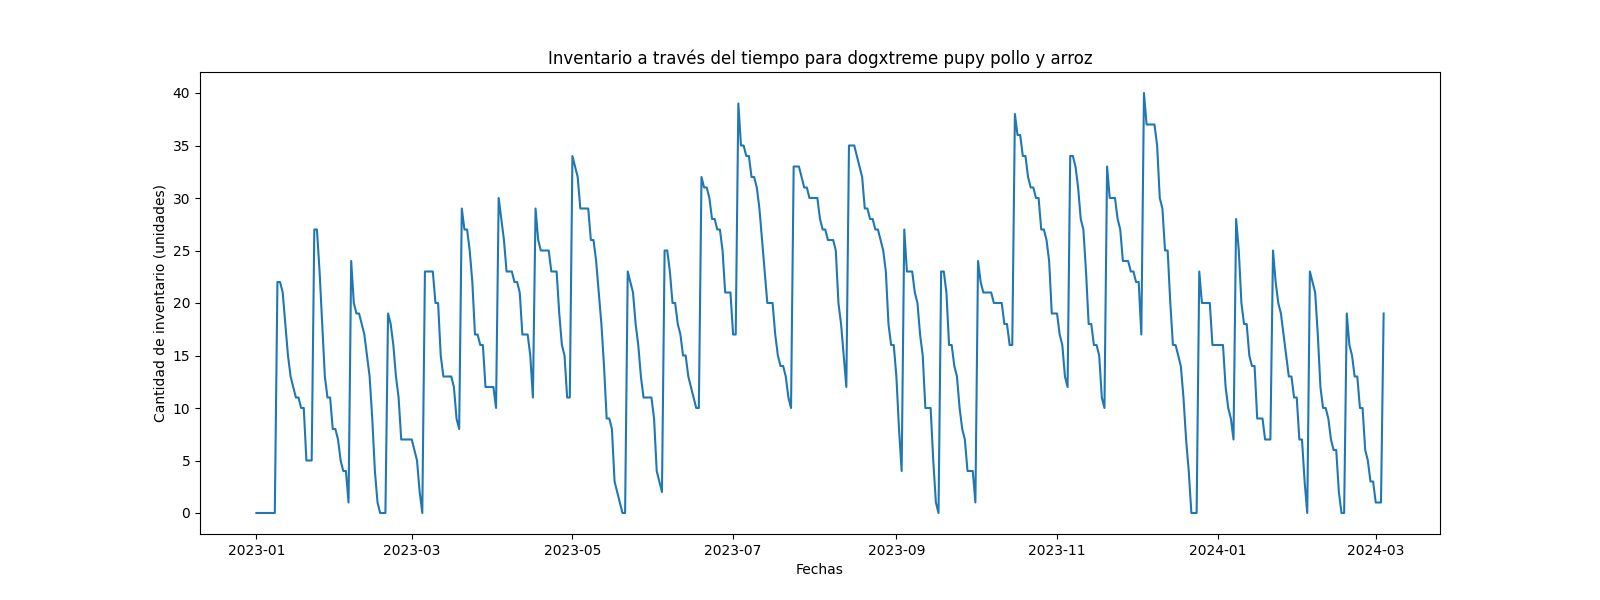 Inventario a través del tiempo para dogxtreme pupy pollo y arroz
Cantidad de inventario (unidades)
40
35
30
25
20
15
10
5
0
2023-01 2023-03 2023-05 2023-07 2023-09 2023-11 2024-01 2024-03
Fechas